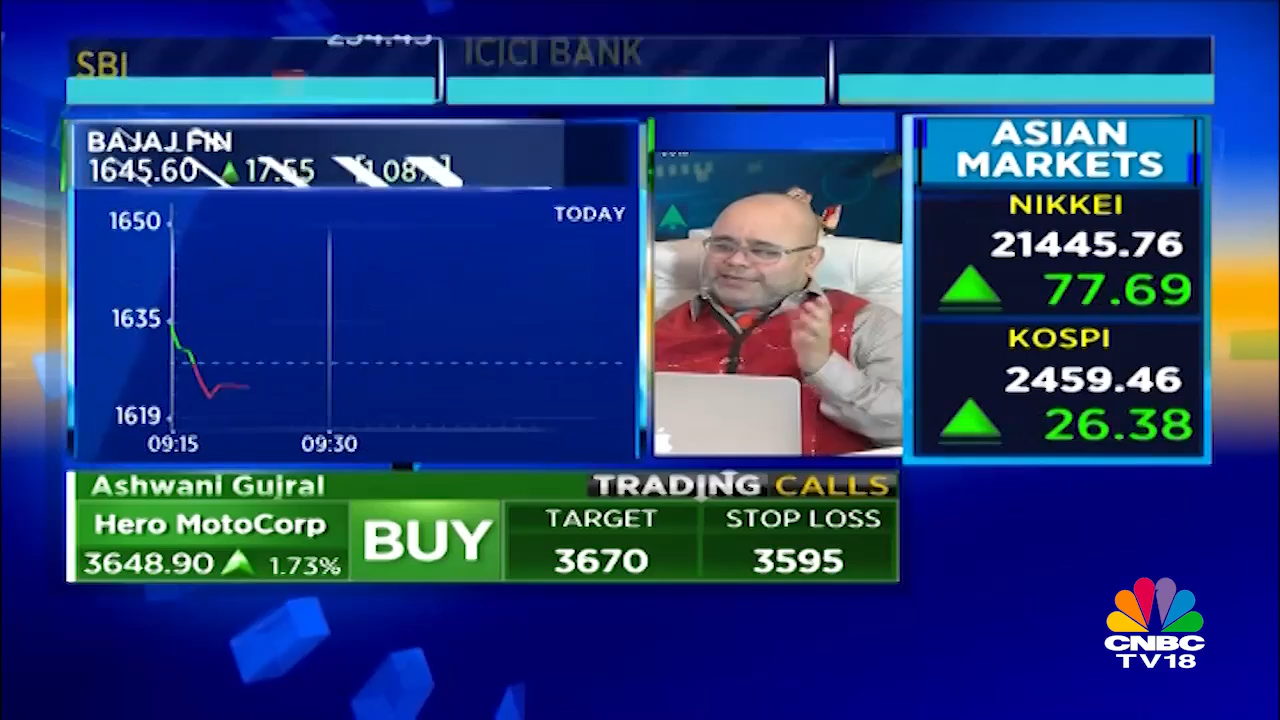 SBI
ICICI BANK
BAJAJ FIN
1645.60 17.55
TODAY
1650
1635
1619
09:15 09:30
ASIAN
MARKETS
NIKKEI
21445.76
77.69
KOSPI
2459.46
26.38
Ashwani Gujral
TRADING CALLS
Hero MotoCorp
3648.90 1.73%
BUY
TARGET
3670
STOP LOSS
3595
CNBC
TV18